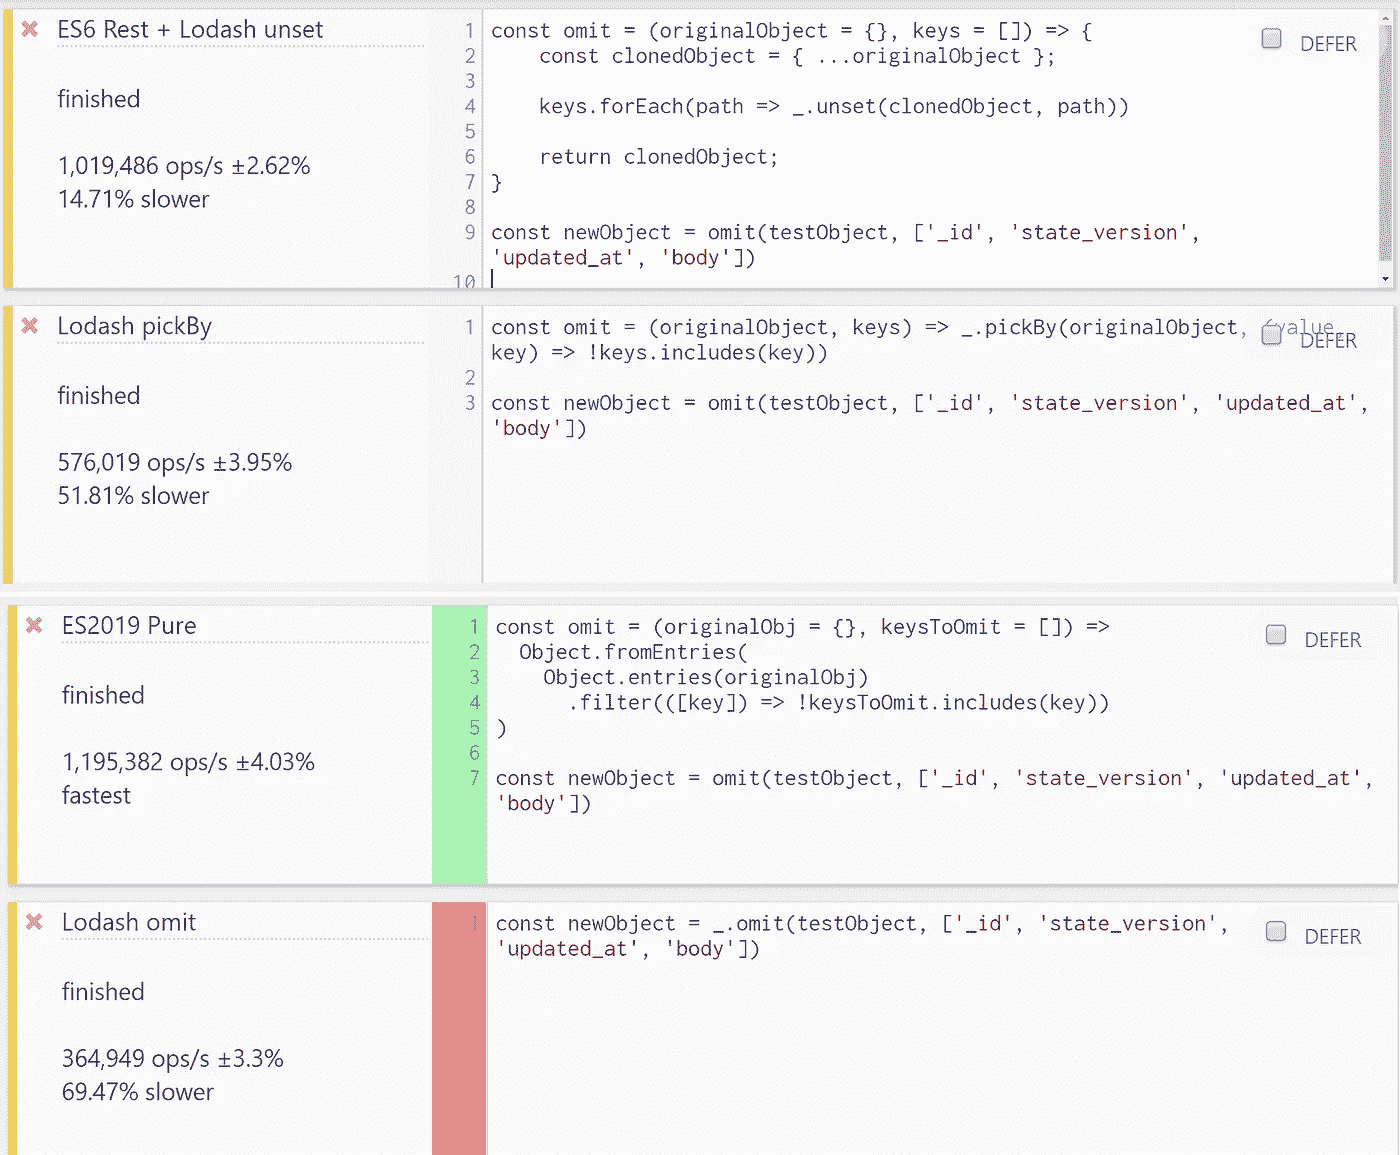 ES6 Rest + Lodash unset
finished
1,019,486 ops/s ±2.62%
14.71% slower
1 const omit = (originalObject = {}, keys = []) => {
2 const clonedObject = { ...originalObject };
3
4 keys.forEach(path => _.unset(clonedObject, path))
5
6 return clonedObject;
7 }
8
9 const newObject = omit(testObject, ['_id', 'state_version',
'updated_at', 'body'])
10
DEFER
Lodash pickBy
finished
576,019 ops/s ±3.95%
51.81% slower
1 const omit = (originalObject, keys) => _.pickBy(originalObject, (value,
key) => !keys.includes(key))
2
3 const newObject = omit(testObject, ['_id', 'state_version', 'updated_at',
'body'])
DEFER
ES2019 Pure
finished
1,195,382 ops/s ±4.03%
fastest
1 const omit = (originalObj = {}, keysToOmit = []) =>
2 Object.fromEntries(
3 Object.entries(originalObj)
4 .filter(([key]) => !keysToOmit.includes(key))
5 )
6
7 const newObject = omit(testObject, ['_id', 'state_version', 'updated_at',
'body'])
DEFER
Lodash omit
finished
364,949 ops/s ±3.3%
69.47% slower
1 const newObject = _.omit(testObject, ['_id', 'state_version',
'updated_at', 'body'])
DEFER